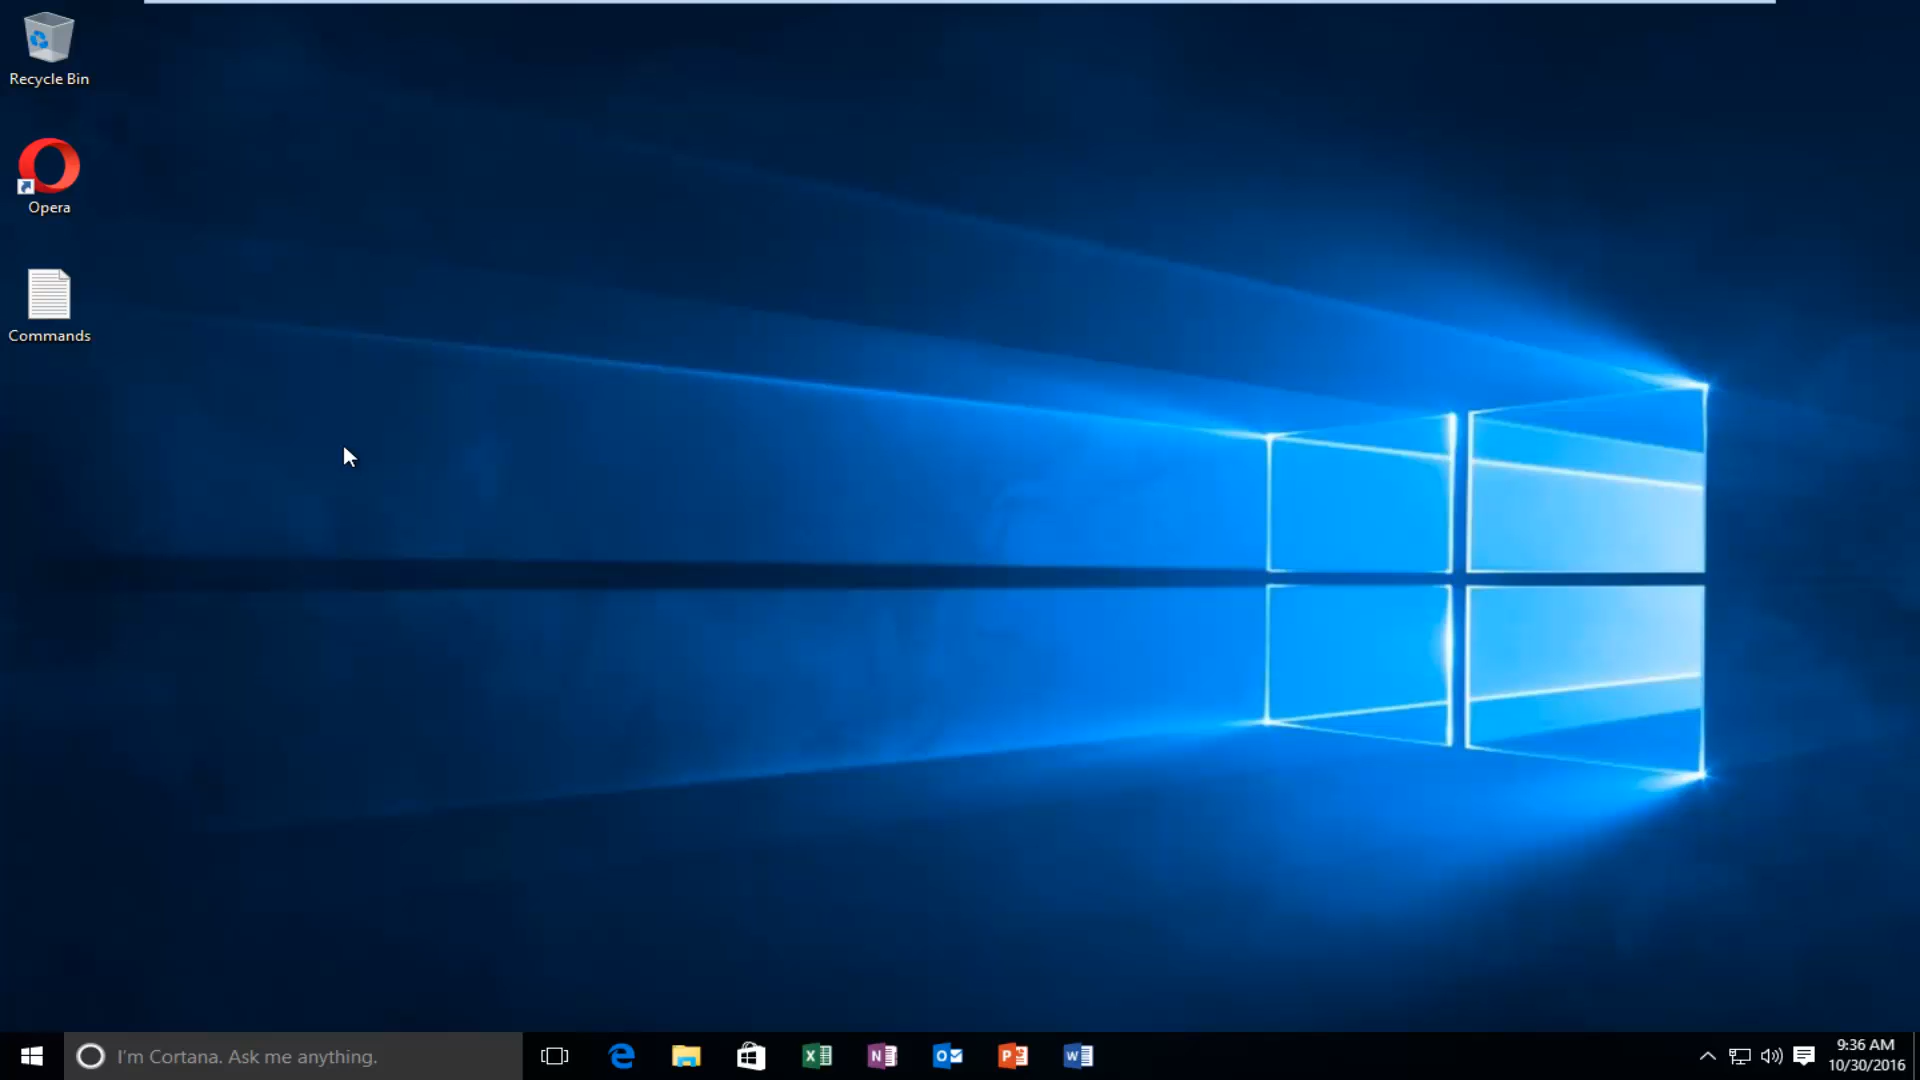 Recycle Bin
Opera
Commands
I'm Cortana. Ask me anything.
9:36 AM
10/30/2016